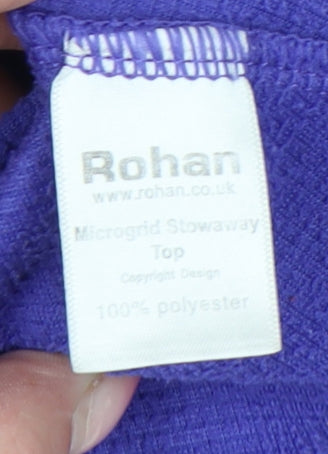 Rohan
www.rohan.co.uk
Microgrid Stowaway
Top
Copyright Design
100% polyester